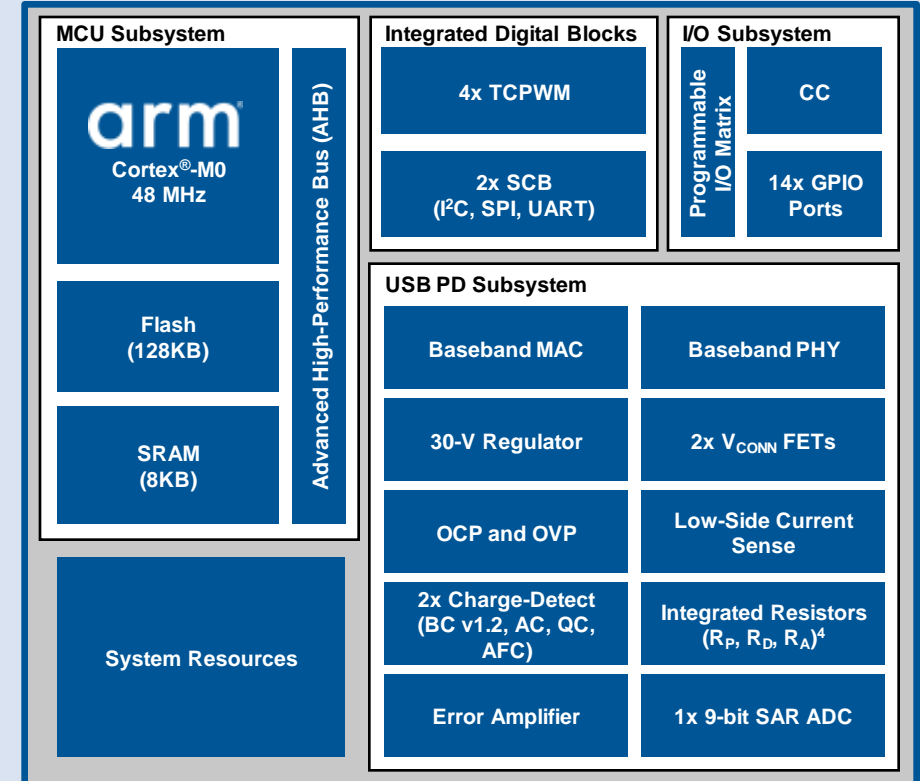 MCU Subsystem
arm®
Cortex®-M0
48 MHz
Flash
(128KB)
SRAM
(8KB)
Advanced High-Performance Bus (AHB)
System Resources
Integrated Digital Blocks
4x TCPWM
2x SCB
(I²C, SPI, UART)
I/O Subsystem
Programmable
I/O Matrix
CC
14x GPIO
Ports
USB PD Subsystem
Baseband MAC
Baseband PHY
30-V Regulator
2x VCONN FETs
OCP and OVP
Low-Side Current
Sense
2x Charge-Detect
(BC v1.2, AC, QC,
AFC)
Integrated Resistors
(RP, RD, RA)⁴
Error Amplifier
1x 9-bit SAR ADC